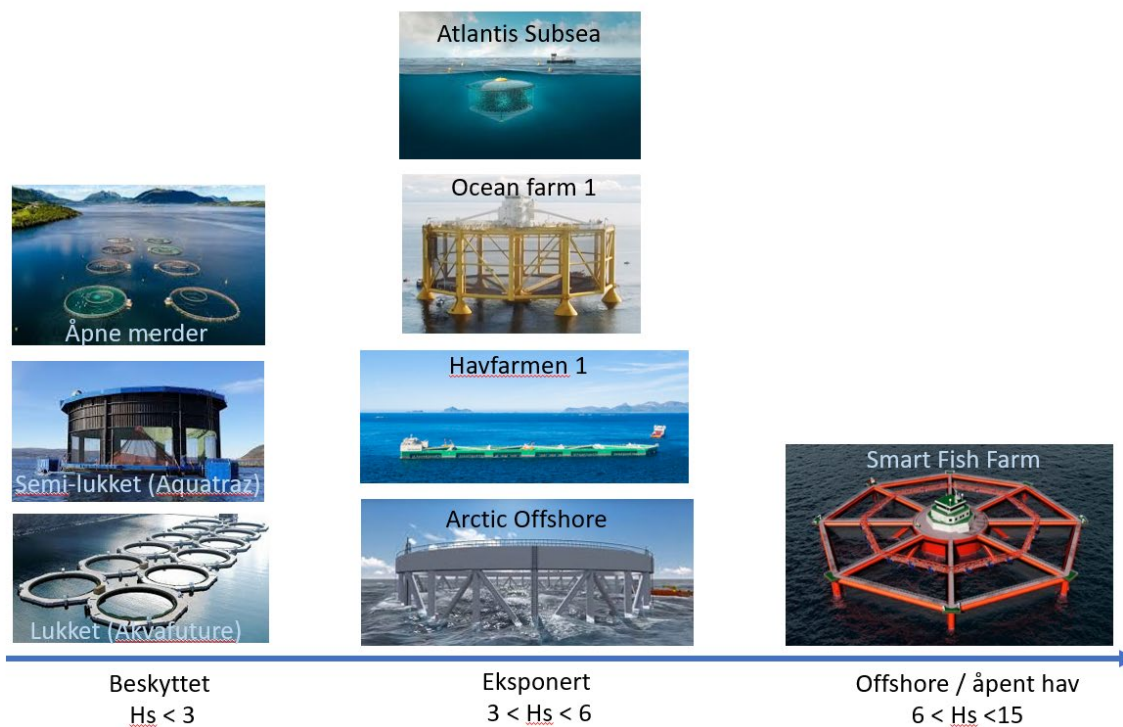 Atlantis Subsea
Ocean farm 1
Åpne merder
Havfarmen 1
Semi-lukket (Aquatraz)
Smart Fish Farm
Arctic Offshore
Lukket (Akvafuture)
Beskyttet
Hs < 3
Eksponert
3 < Hs < 6
Offshore / åpent hav
6 < Hs <15